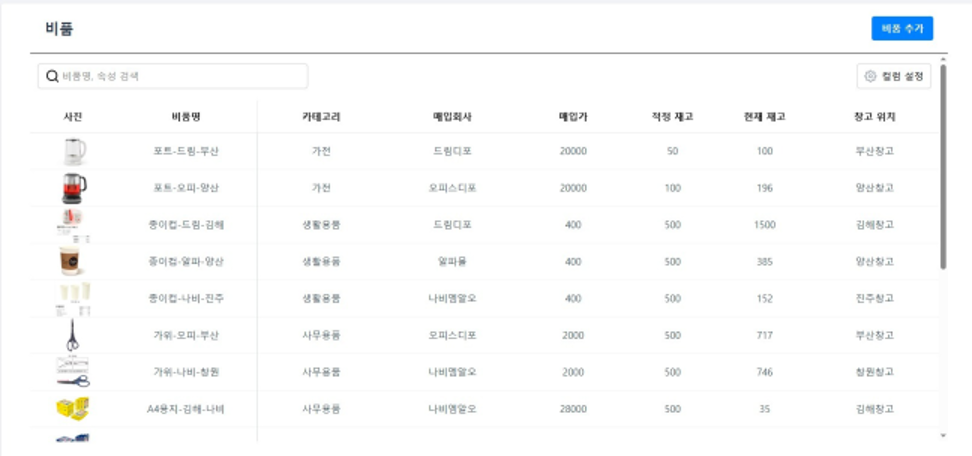 비품
비품 추가
비품명, 속성 검색
컬럼 설정
사진 비품명 카테고리 매입회사 매입가 적정 재고 현재 재고 창고 위치
포트-드림-부산 가전 드림디포 20000 50 100 부산창고
포트-오피-양산 가전 오피스디포 20000 100 196 양산창고
종이컵-드림-김해 생활용품 드림디포 400 500 1500 김해창고
종이컵-알파-양산 생활용품 알파몰 400 500 385 양산창고
종이컵-나비-진주 생활용품 나비엠알오 400 500 152 진주창고
가위-오피-부산 사무용품 오피스디포 2000 500 717 부산창고
가위-나비-창원 사무용품 나비엠알오 2000 500 746 창원창고
A4용지-김해-나비 사무용품 나비엠알오 28000 500 35 김해창고